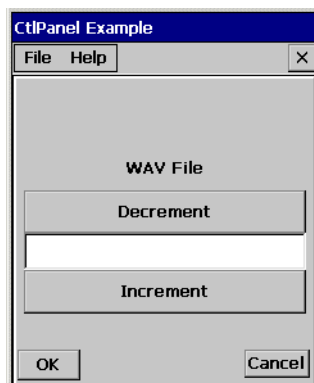 CtlPanel Example
File Help ×
WAV File
Decrement
Increment
OK Cancel